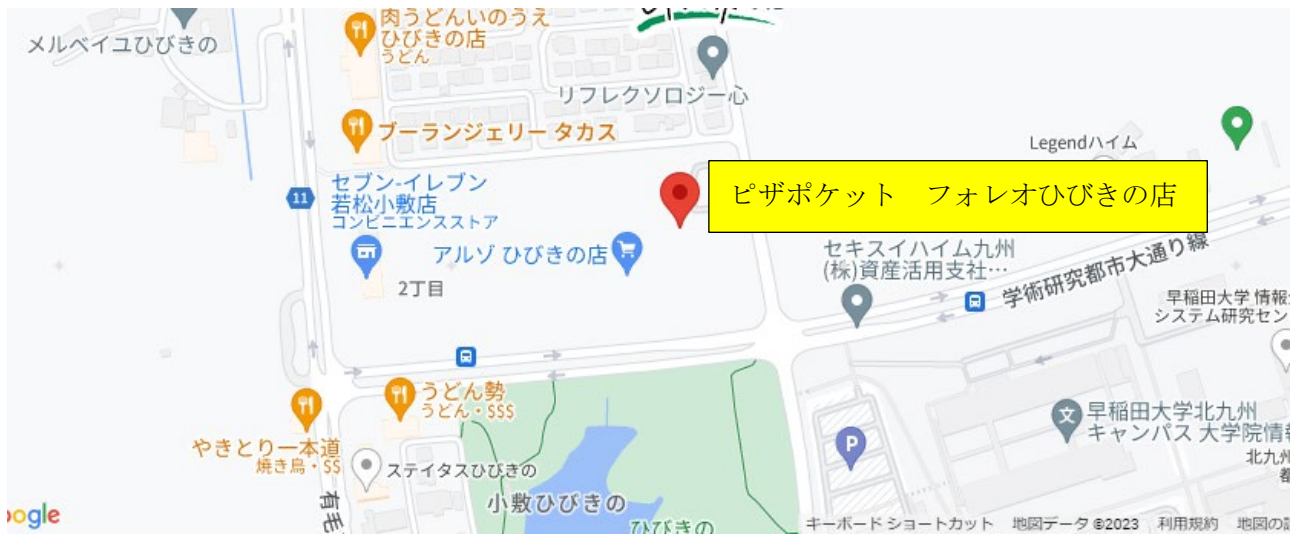 メルベイユひびきの
肉うどんいのうえ
ひびきの店
うどん
リフレクソロジー心
ブーランジェリー タカス
Legendハイム
セブン-イレブン
若松小敷店
コンビニエンスストア
11
ピザポケット　フォレオひびきの店
アルゾ ひびきの店
2丁目
セキスイハイム九州
(株)資産活用支社…
学術研究都市大通り線
早稲田大学 情報
システム研究セン
うどん勢
うどん・$$$
やきとり一本道
焼き鳥・$$
ステイタスひびきの
P
早稲田大学北九州
キャンパス 大学院情報
北九州
有毛
小敷ひびきの
ひびきの
oogle
キーボード ショートカット
地図データ ©2023
利用規約